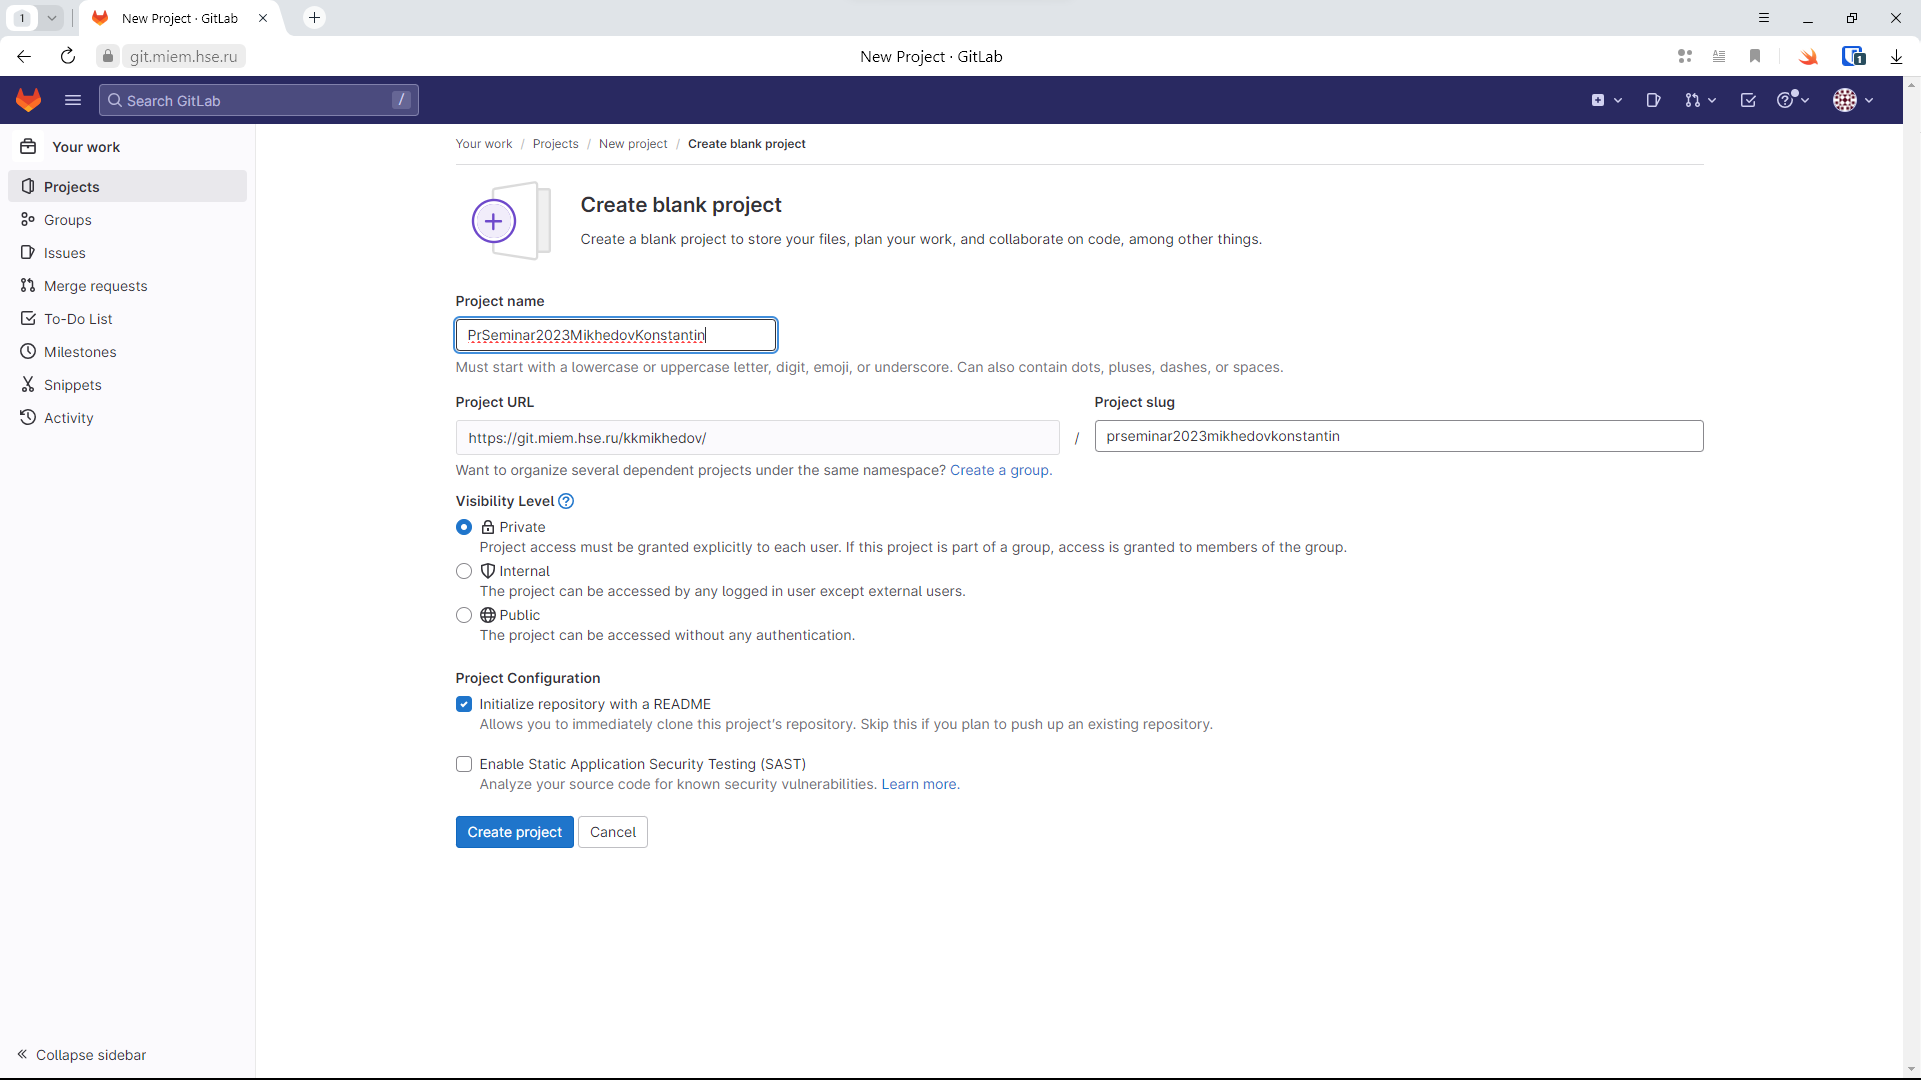 1
New Project · GitLab
git.miem.hse.ru
New Project · GitLab
1
Search GitLab
/
Your work
Projects
Groups
Issues
Merge requests
To-Do List
Milestones
Snippets
Activity
Collapse sidebar
Your work / Projects / New project / Create blank project
Create blank project
Create a blank project to store your files, plan your work, and collaborate on code, among other things.
Project name
PrSeminar2023MikhedovKonstantin
Must start with a lowercase or uppercase letter, digit, emoji, or underscore. Can also contain dots, pluses, dashes, or spaces.
Project URL
https://git.miem.hse.ru/kkmikhedov/
/
Project slug
prseminar2023mikhedovkonstantin
Want to organize several dependent projects under the same namespace? Create a group.
Visibility Level
Private
Project access must be granted explicitly to each user. If this project is part of a group, access is granted to members of the group.
Internal
The project can be accessed by any logged in user except external users.
Public
The project can be accessed without any authentication.
Project Configuration
Initialize repository with a README
Allows you to immediately clone this project's repository. Skip this if you plan to push up an existing repository.
Enable Static Application Security Testing (SAST)
Analyze your source code for known security vulnerabilities. Learn more.
Create project
Cancel